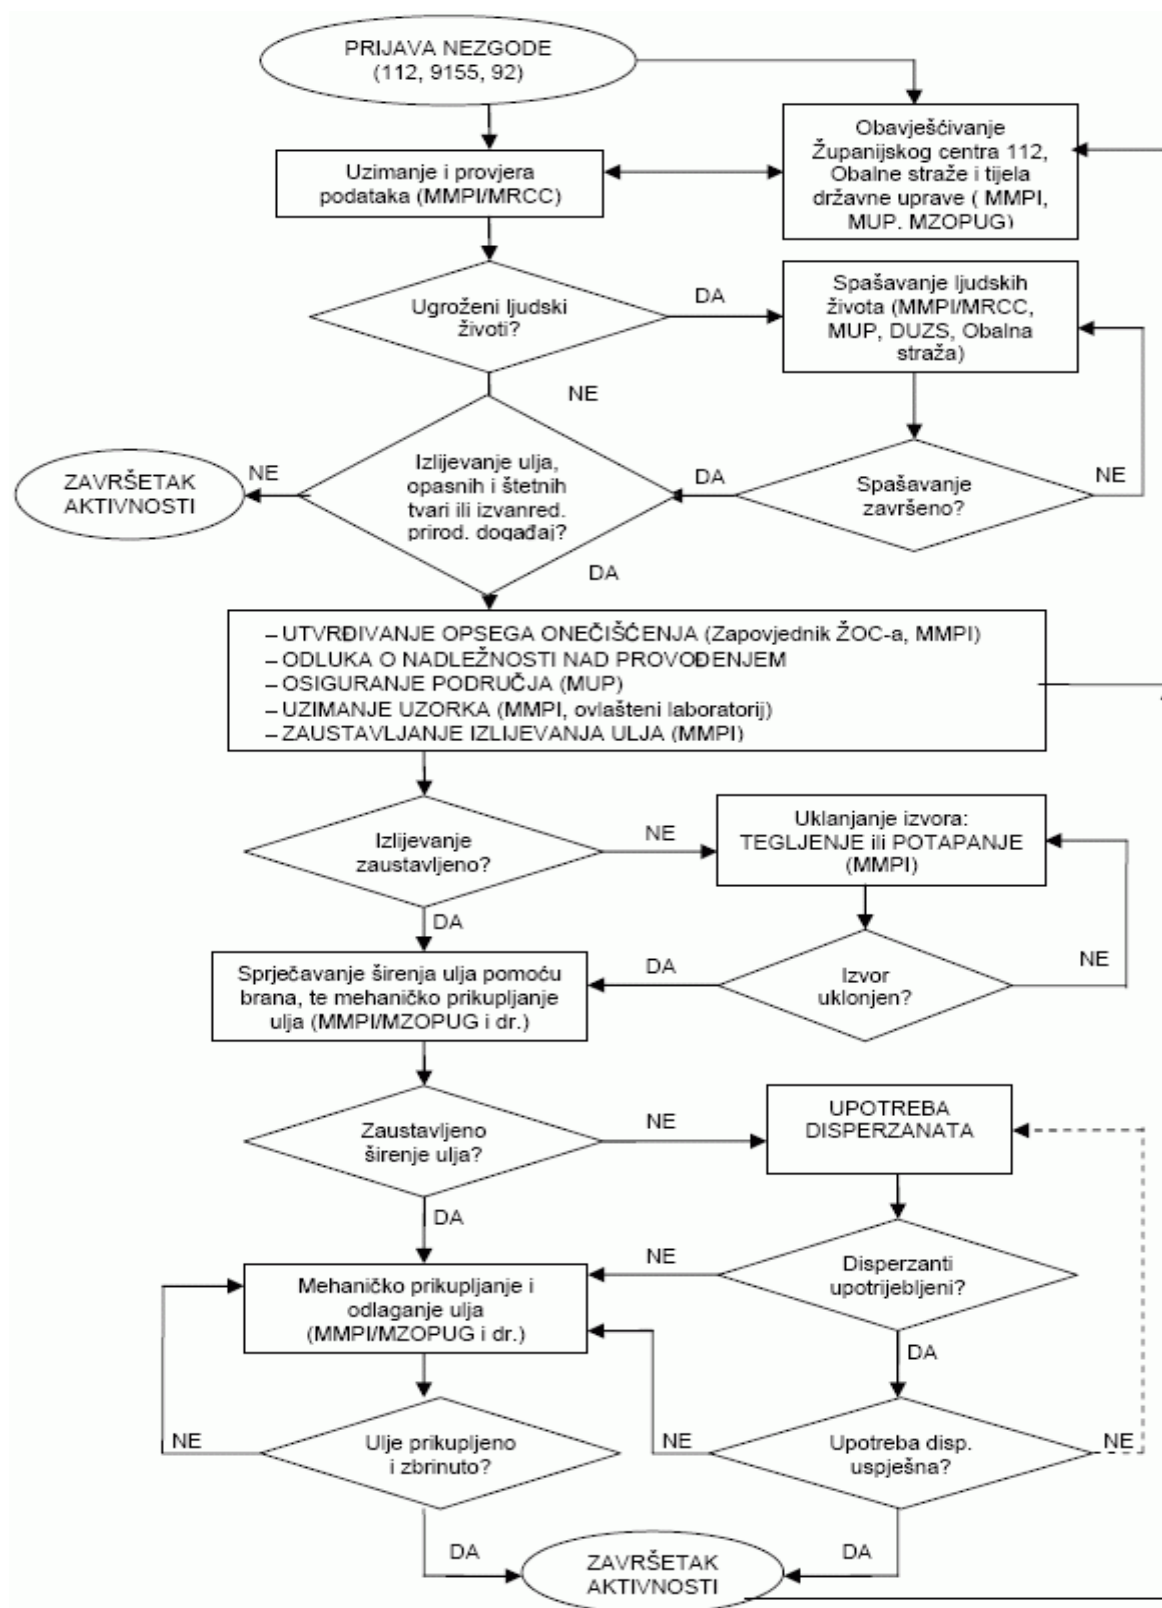 PRIJAVA NEZGODE
(112, 9155, 92)
Obavješćivanje
Županijskog centra 112,
Obalne straže i tijela
državne uprave ( MMPI,
MUP. MZOPUG)
Uzimanje i provjera
podataka (MMPI/MRCC)
Ugroženi ljudski
životi?
DA
Spašavanje ljudskih
života (MMPI/MRCC,
MUP, DUZS, Obalna
straža)
NE
ZAVRŠETAK
AKTIVNOSTI
NE
Izlijevanje ulja,
opasnih i štetnih
tvari ili izvanred.
prirod. događaj?
DA
Spašavanje
završeno?
NE
DA
– UTVRĐIVANJE OPSEGA ONEČIŠĆENJA (Zapovjednik ŽOC-a, MMPI)
– ODLUKA O NADLEŽNOSTI NAD PROVOĐENJEM
– OSIGURANJE PODRUČJA (MUP)
– UZIMANJE UZORKA (MMPI, ovlašteni laboratorij)
– ZAUSTAVLJANJE IZLIJEVANJA ULJA (MMPI)
Izlijevanje
zaustavljeno?
NE
Uklanjanje izvora:
TEGLJENJE ili POTAPANJE
(MMPI)
DA
Sprječavanje širenja ulja pomoću
brana, te mehaničko prikupljanje
ulja (MMPI/MZOPUG i dr.)
DA
Izvor
uklonjen?
NE
Zaustavljeno
širenje ulja?
NE
UPOTREBA
DISPERZANATA
DA
Mehaničko prikupljanje i
odlaganje ulja
(MMPI/MZOPUG i dr.)
NE
Disperzanti
upotrijebljeni?
DA
NE
Ulje prikupljeno
i zbrinuto?
NE
Upotreba disp.
uspješna?
NE
DA
ZAVRŠETAK
AKTIVNOSTI
DA